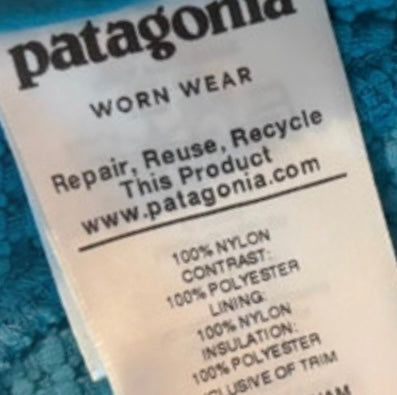 patagonia
WORN WEAR
Repair, Reuse, Recycle
This Product
www.patagonia.com
100% NYLON
CONTRAST:
100% POLYESTER
LINING:
100% NYLON
INSULATION:
100% POLYESTER
CLUSIVE OF TRIM